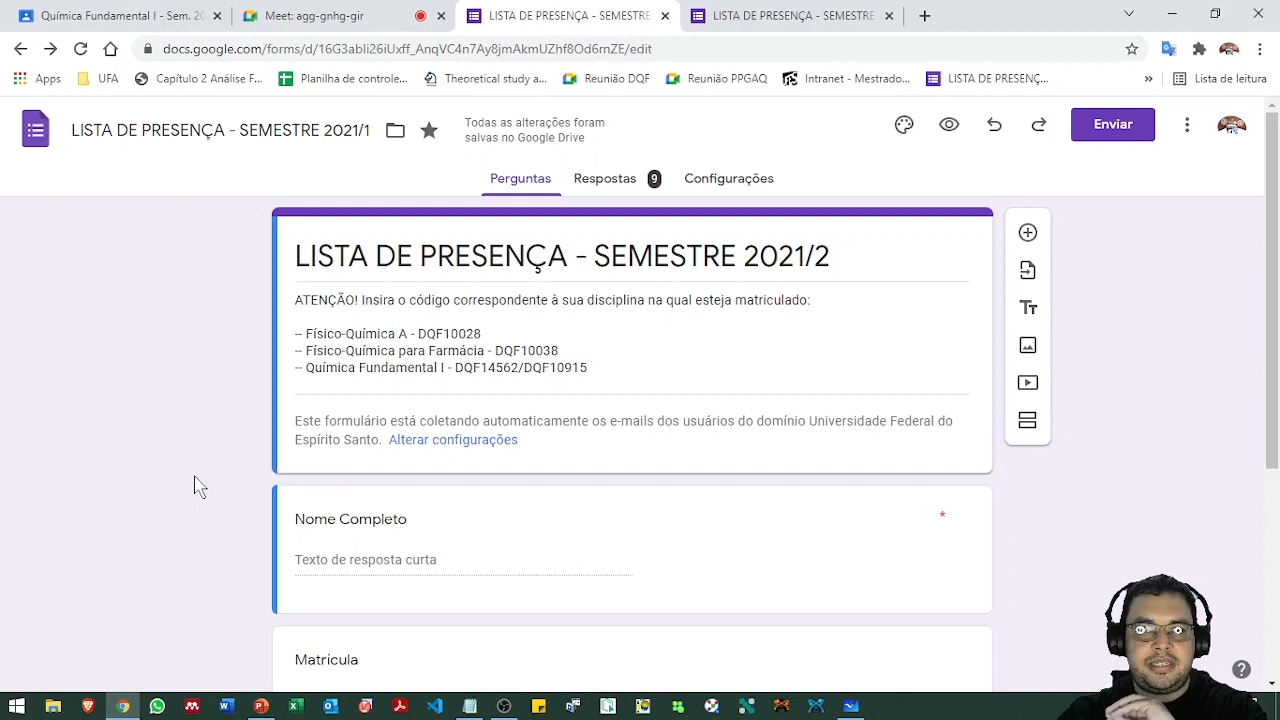 Química Fundamental I - Sem. 20
Meet: agg-gnhg-gir
LISTA DE PRESENÇA - SEMESTRE
LISTA DE PRESENÇA - SEMESTRE
docs.google.com/forms/d/16G3abIi26iUxff_AnqVC4n7Ay8jmAkmUZhf8Od6rnZE/edit
Apps
UFA
Capítulo 2 Análise F...
Planilha de controle...
Theoretical study a...
Reunião DQF
Reunião PPGAQ
Intranet - Mestrado...
LISTA DE PRESENÇ...
»
Lista de leitura
LISTA DE PRESENÇA - SEMESTRE 2021/1
Todas as alterações foram
salvas no Google Drive
Enviar
Perguntas
Respostas 9
Configurações
LISTA DE PRESENÇA - SEMESTRE 2021/2
ATENÇÃO! Insira o código correspondente à sua disciplina na qual esteja matriculado:
-- Físico-Química A - DQF10028
-- Físico-Química para Farmácia - DQF10038
-- Química Fundamental I - DQF14562/DQF10915
Este formulário está coletando automaticamente os e-mails dos usuários do domínio Universidade Federal do
Espírito Santo. Alterar configurações
Nome Completo *
Texto de resposta curta
Matrícula